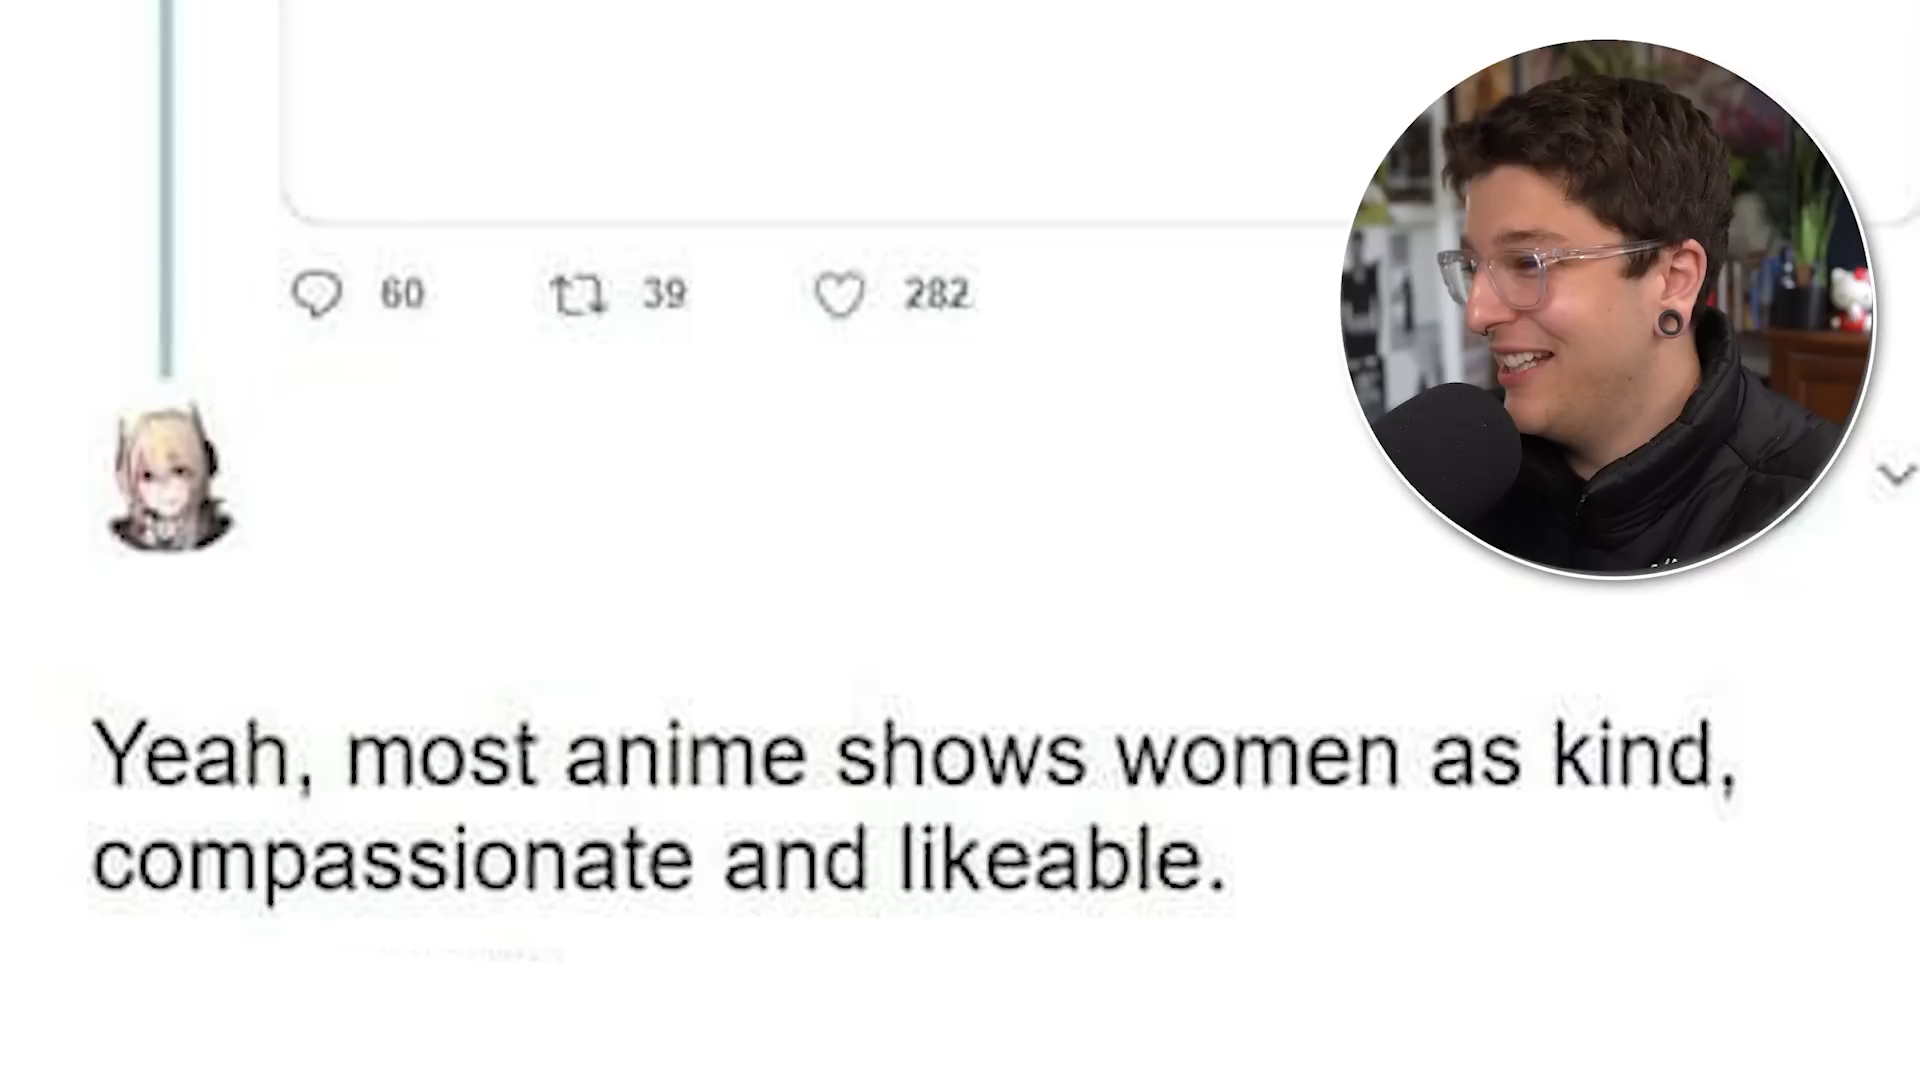 60 39 282
Yeah, most anime shows women as kind,
compassionate and likeable.